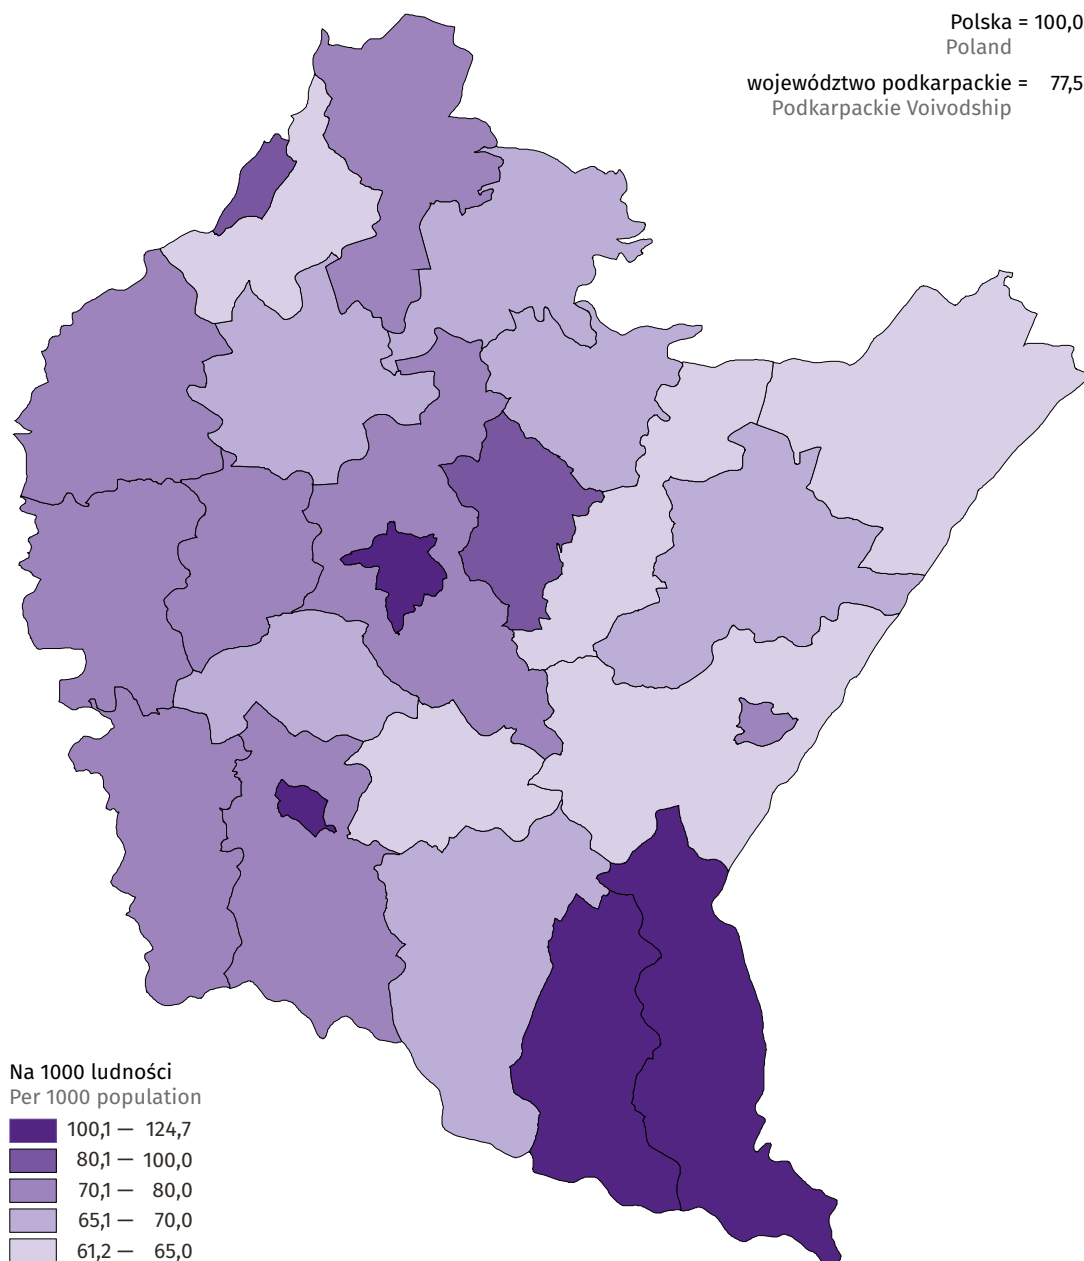 Polska = 100,0
Poland
województwo podkarpackie = 77,5
Podkarpackie Voivodship
Na 1000 ludności
Per 1000 population
100,1 — 124,7
80,1 — 100,0
70,1 — 80,0
65,1 — 70,0
61,2 — 65,0